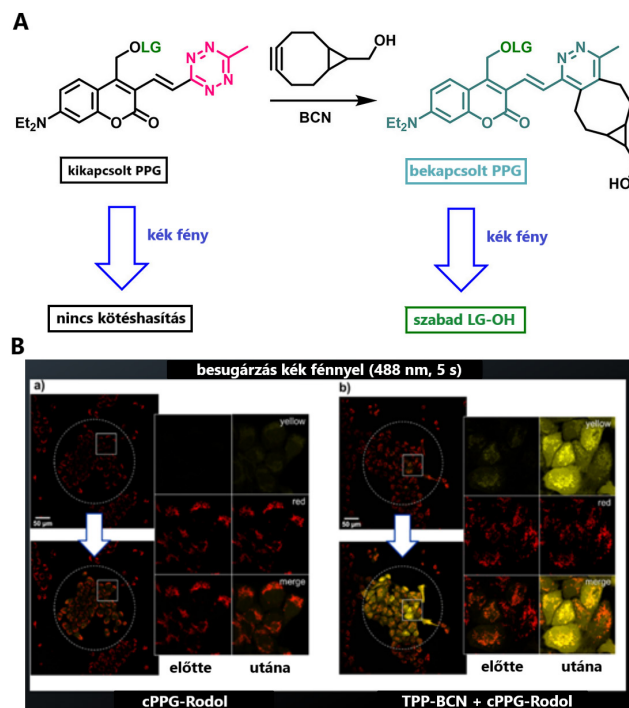 A
OLG
N
N
N
N
O
O
Et₂N
kikapcsolt PPG
kék fény
nincs kötéshasítás
OH
BCN
OLG
N
N
O
O
Et₂N
HO
bekapcsolt PPG
kék fény
szabad LG-OH
B
besugárzás kék fénnyel (488 nm, 5 s)
a)
50 µm
yellow
red
merge
előtte
utána
cPPG-Rodol
b)
50 µm
yellow
red
merge
előtte
utána
TPP-BCN + cPPG-Rodol